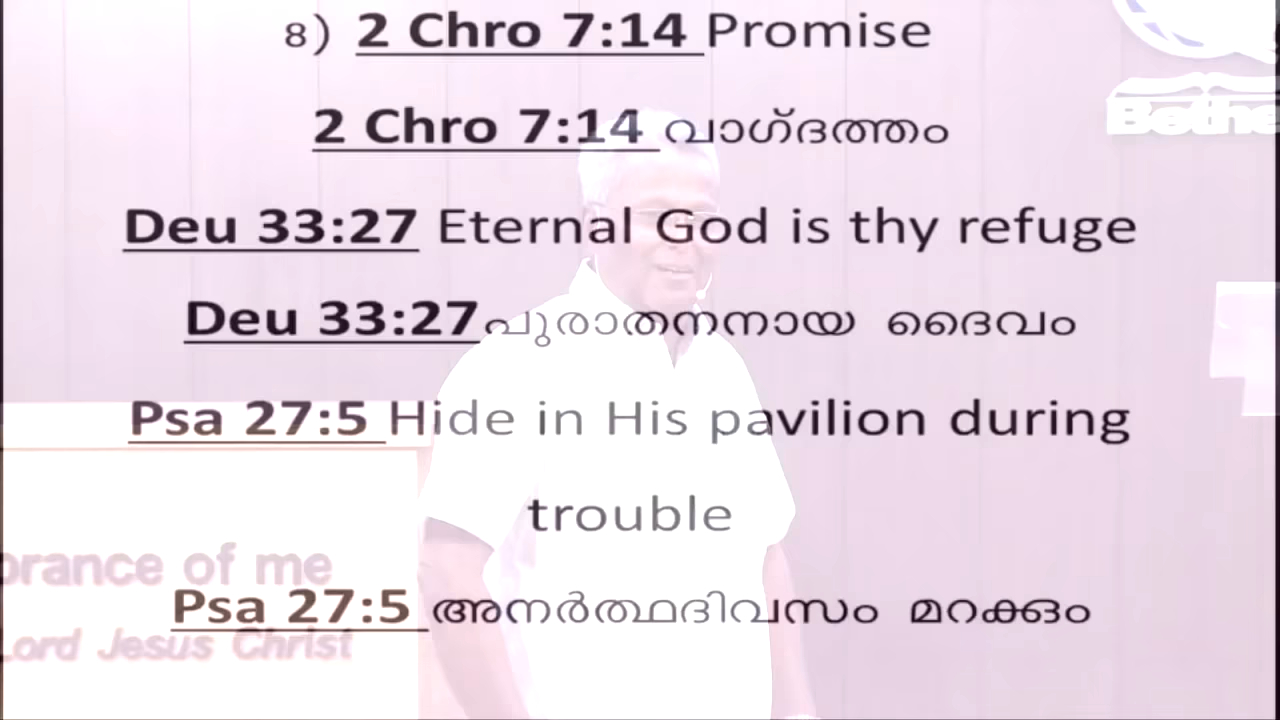 8) 2 Chro 7:14 Promise
2 Chro 7:14 വാഗ്ദത്തം
Deu 33:27 Eternal God is thy refuge
Deu 33:27 പുരാതനനായ ദൈവം
Psa 27:5 Hide in His pavilion during
trouble
Psa 27:5 അനർത്ഥദിവസം മറക്കും
of me
Lord Jesus Christ